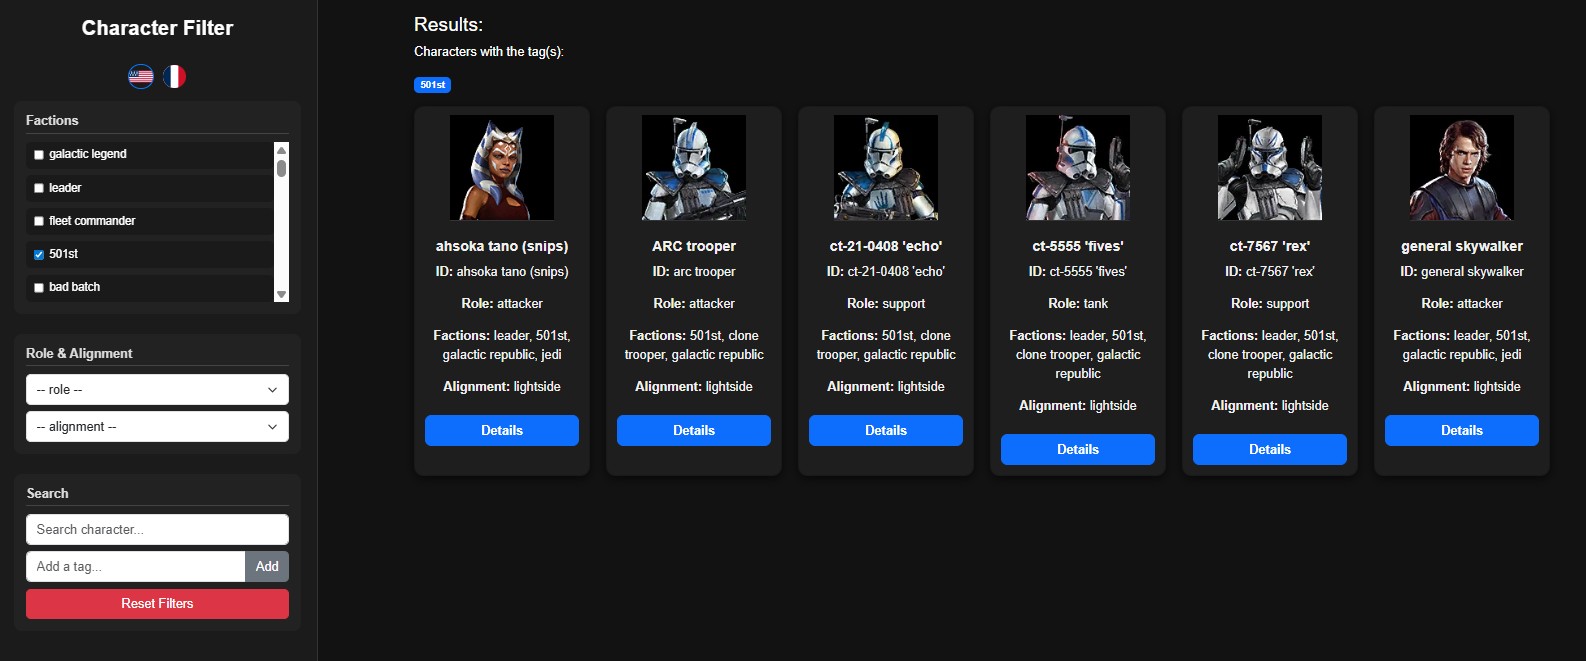 Character Filter
Factions
galactic legend
leader
fleet commander
501st
bad batch
Role & Alignment
-- role --
-- alignment --
Search
Search character...
Add a tag...
Add
Reset Filters
Results:
Characters with the tag(s):
501st
ahsoka tano (snips)
ID: ahsoka tano (snips)
Role: attacker
Factions: leader, 501st,
galactic republic, jedi
Alignment: lightside
Details
ARC trooper
ID: arc trooper
Role: attacker
Factions: 501st, clone
trooper, galactic republic
Alignment: lightside
Details
ct-21-0408 'echo'
ID: ct-21-0408 'echo'
Role: support
Factions: 501st, clone
trooper, galactic republic
Alignment: lightside
Details
ct-5555 'fives'
ID: ct-5555 'fives'
Role: tank
Factions: leader, 501st,
clone trooper, galactic
republic
Alignment: lightside
Details
ct-7567 'rex'
ID: ct-7567 'rex'
Role: support
Factions: leader, 501st,
clone trooper, galactic
republic
Alignment: lightside
Details
general skywalker
ID: general skywalker
Role: attacker
Factions: leader, 501st,
galactic republic, jedi
Alignment: lightside
Details